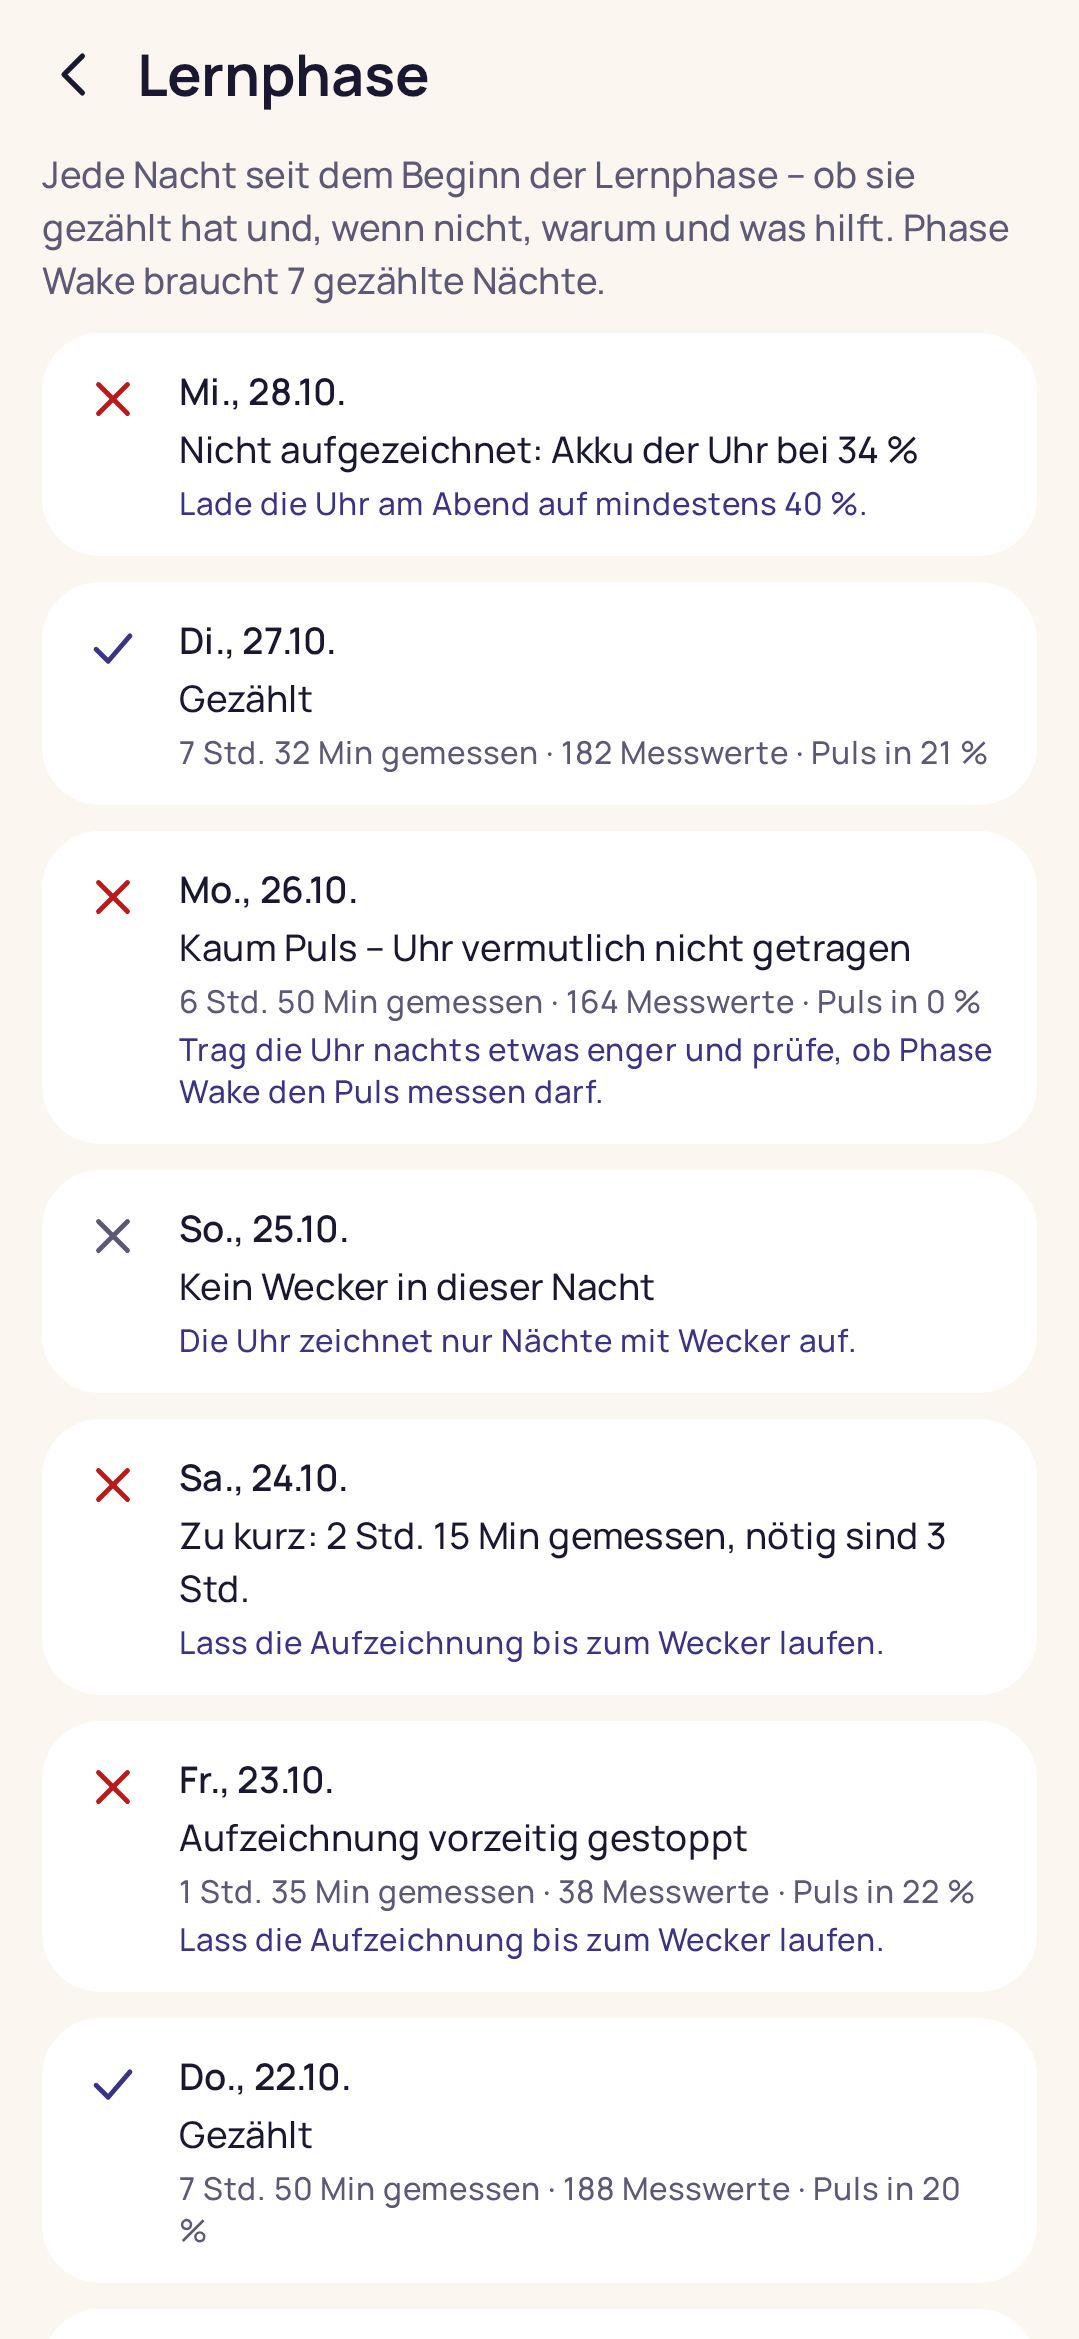 Lernphase
Jede Nacht seit dem Beginn der Lernphase – ob sie
gezählt hat und, wenn nicht, warum und was hilft. Phase
Wake braucht 7 gezählte Nächte.
Mi., 28.10.
Nicht aufgezeichnet: Akku der Uhr bei 34 %
Lade die Uhr am Abend auf mindestens 40 %.
Di., 27.10.
Gezählt
7 Std. 32 Min gemessen · 182 Messwerte · Puls in 21 %
Mo., 26.10.
Kaum Puls – Uhr vermutlich nicht getragen
6 Std. 50 Min gemessen · 164 Messwerte · Puls in 0 %
Trag die Uhr nachts etwas enger und prüfe, ob Phase
Wake den Puls messen darf.
So., 25.10.
Kein Wecker in dieser Nacht
Die Uhr zeichnet nur Nächte mit Wecker auf.
Sa., 24.10.
Zu kurz: 2 Std. 15 Min gemessen, nötig sind 3
Std.
Lass die Aufzeichnung bis zum Wecker laufen.
Fr., 23.10.
Aufzeichnung vorzeitig gestoppt
1 Std. 35 Min gemessen · 38 Messwerte · Puls in 22 %
Lass die Aufzeichnung bis zum Wecker laufen.
Do., 22.10.
Gezählt
7 Std. 50 Min gemessen · 188 Messwerte · Puls in 20
%